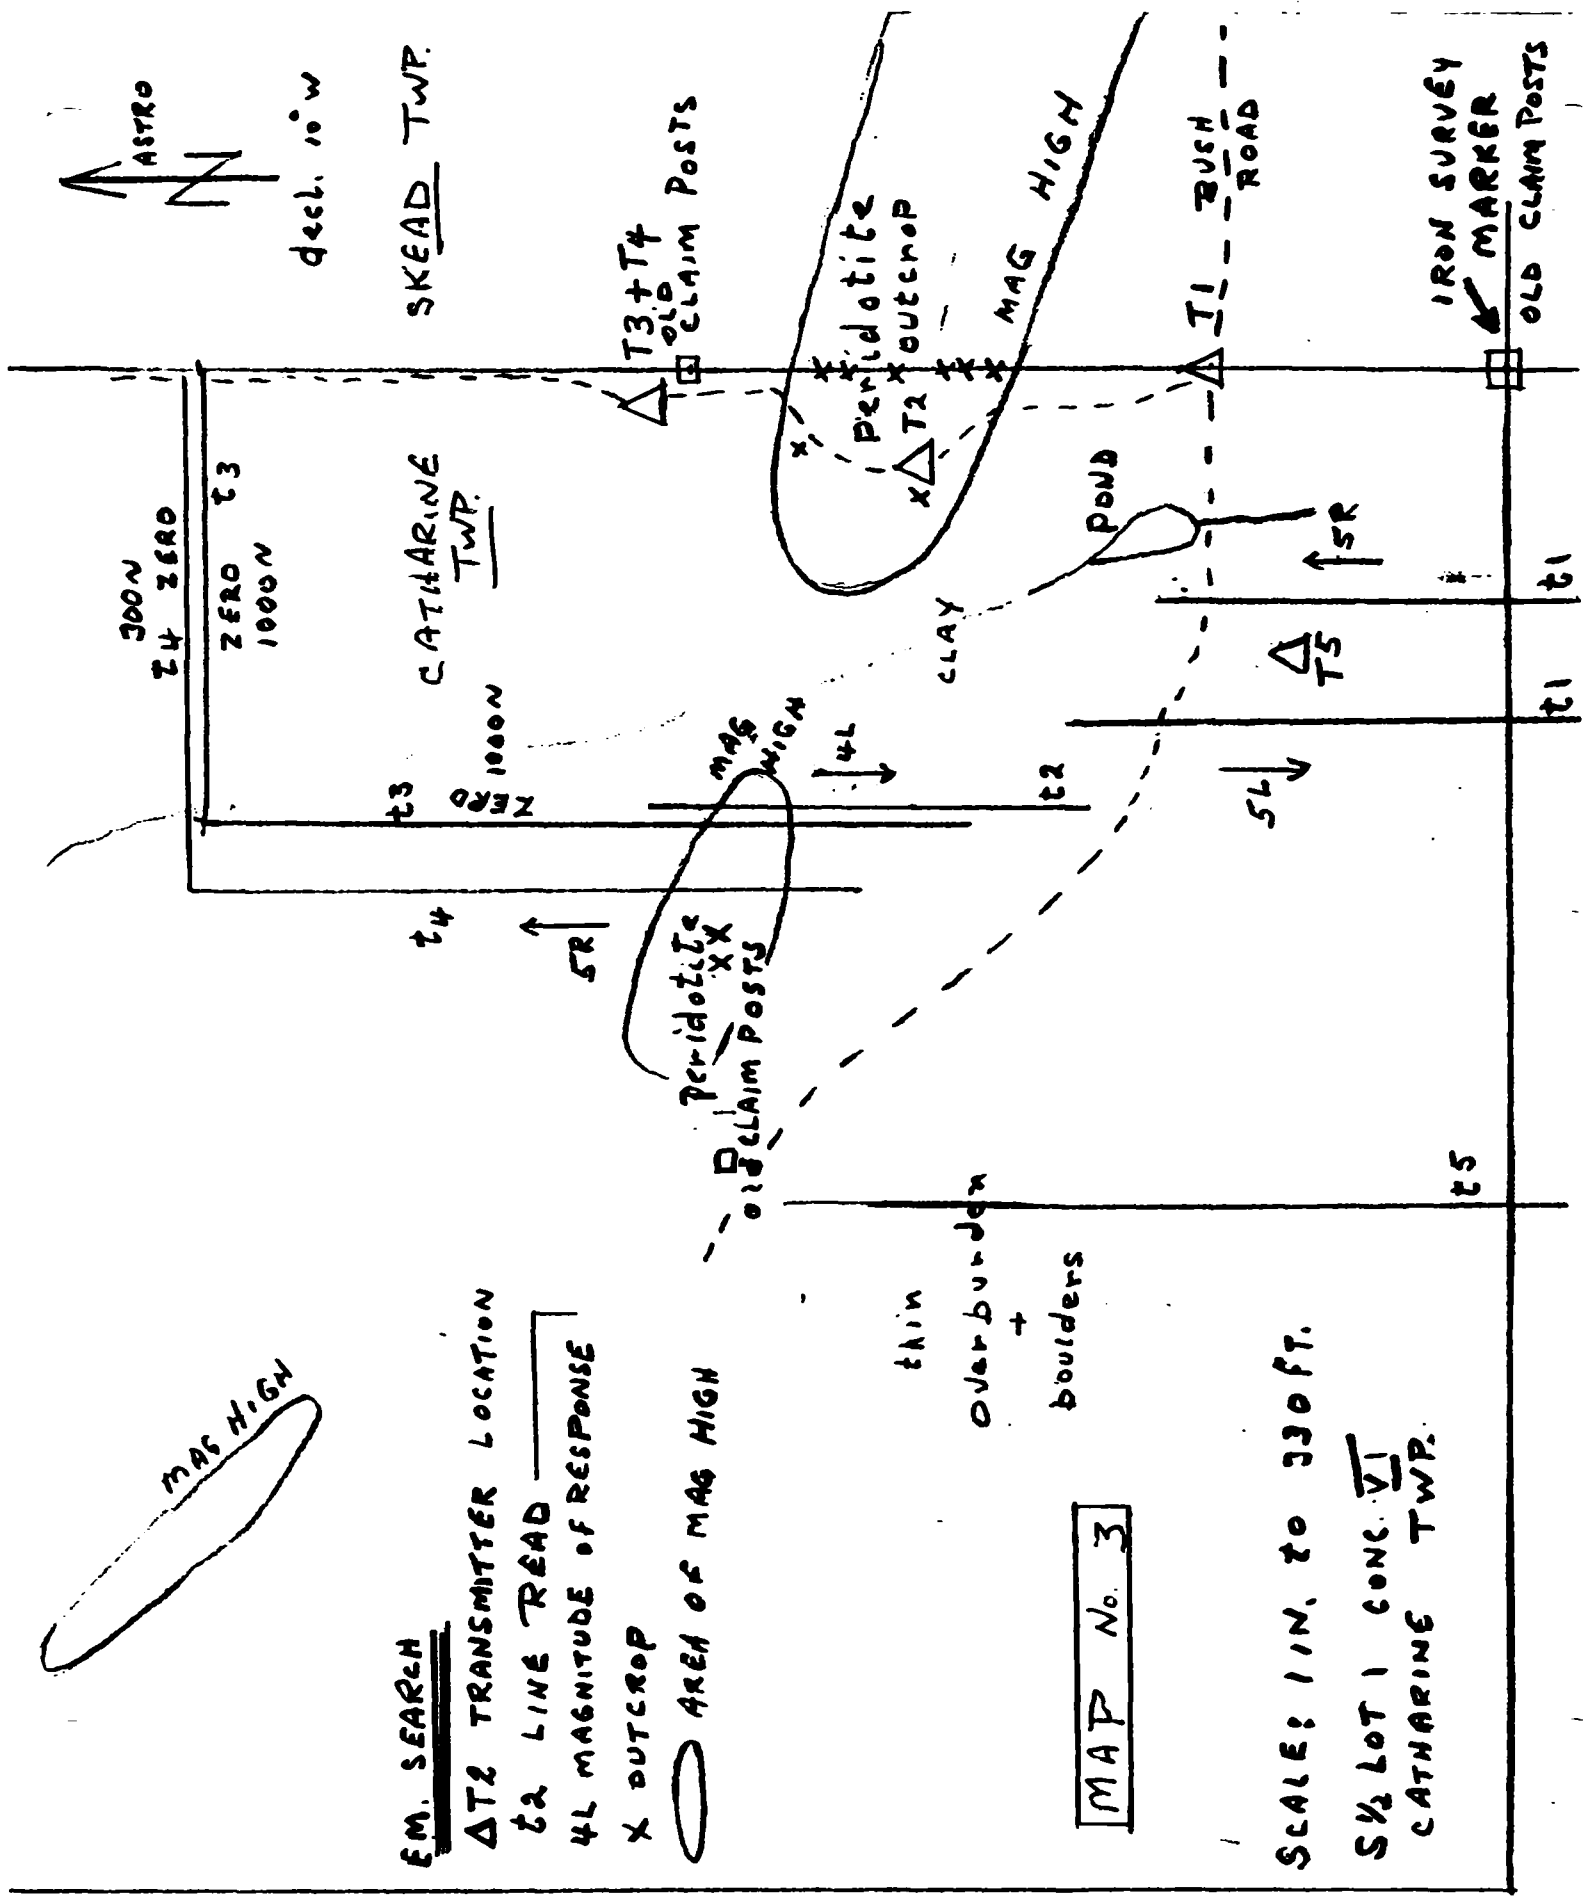 ASTRO
N
decl. 10° W
SKEAD TWP.
MAG HIGH
300N
t4 ZERO
ZERO t3
1000N
T3+T4
OLD
CLAIM POSTS
CATHARINE
TWP.
t3
ZERO
1000N
t4
5R
MAG
HIGH
4L
t2
peridotite
XX
old CLAIM POSTS
peridotite
outcrop
T2
MAG HIGH
CLAY
POND
T1
BUSH
ROAD
5R
T5
5L
t1
t1
t5
IRON SURVEY
MARKER
OLD CLAIM POSTS
thin
overburden
+
boulders
EM. SEARCH
ΔT2 TRANSMITTER LOCATION
t2 LINE READ
4L MAGNITUDE OF RESPONSE
X OUTCROP
AREA OF MAG HIGH
MAP No. 3
SCALE: 1 IN. to 330 FT.
S½ LOT 1 CONC. VI
CATHARINE TWP.